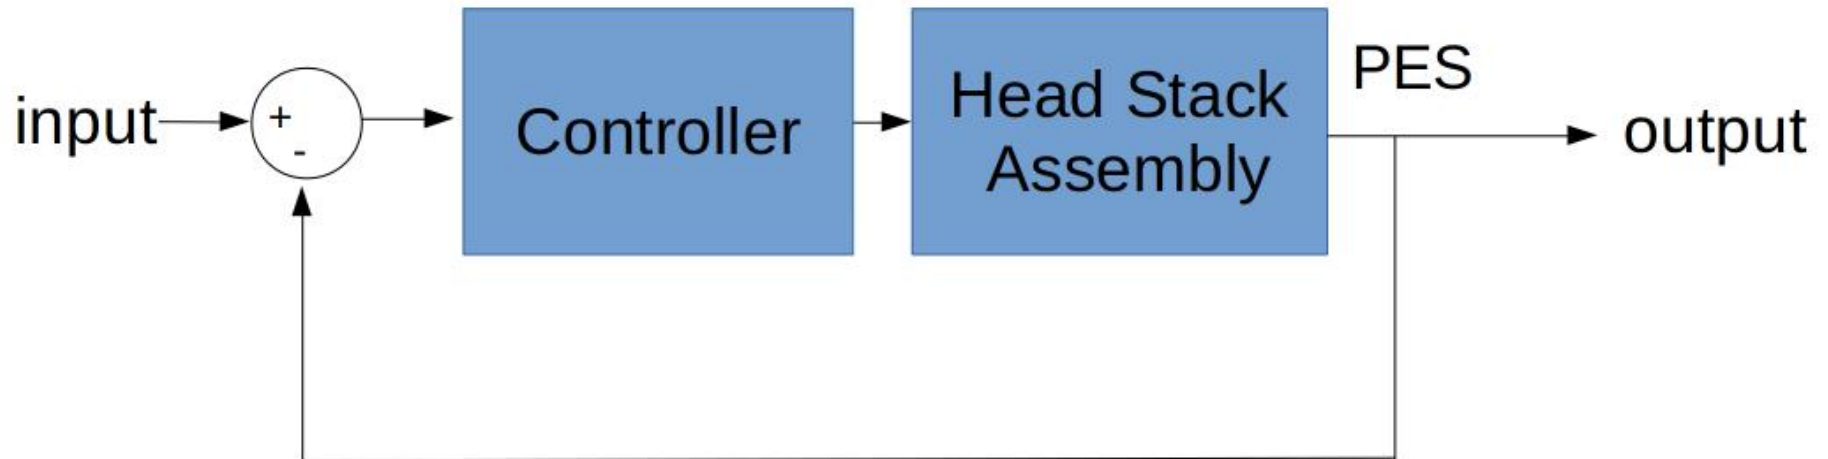 input
+
-
Controller
Head Stack
Assembly
PES
output